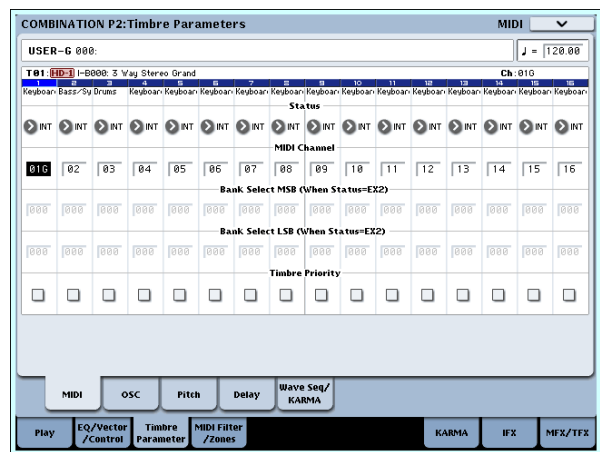 COMBINATION P2:Timbre Parameters MIDI
USER-G 000: ♩ = 120.00
T01: HD-1 I-B000: 3 Way Stereo Grand Ch:01G
1 2 3 4 5 6 7 8 9 10 11 12 13 14 15 16
Keyboar Bass/Sy Drums Keyboar Keyboar Keyboar Keyboar Keyboar Keyboar Keyboar Keyboar Keyboar Keyboar Keyboar Keyboar Keyboar
Status
INT INT INT INT INT INT INT INT INT INT INT INT INT INT INT INT
MIDI Channel
01G 02 03 04 05 06 07 08 09 10 11 12 13 14 15 16
Bank Select MSB (When Status=EX2)
000 000 000 000 000 000 000 000 000 000 000 000 000 000 000 000
Bank Select LSB (When Status=EX2)
000 000 000 000 000 000 000 000 000 000 000 000 000 000 000 000
Timbre Priority
MIDI OSC Pitch Delay Wave Seq/
KARMA
Play EQ/Vector
/Control Timbre
Parameter MIDI Filter
/Zones KARMA IFX MFX/TFX